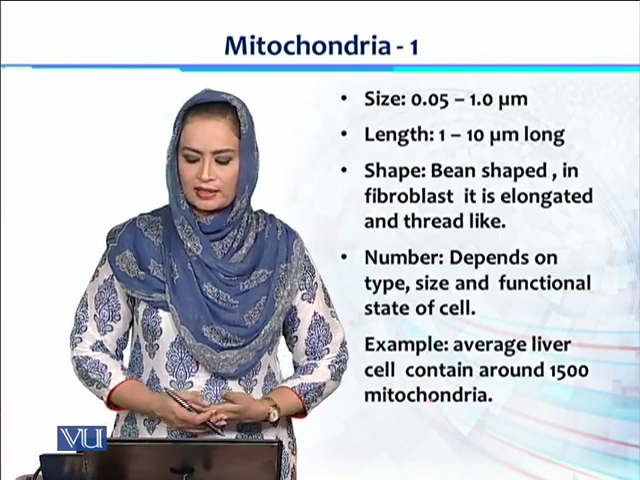 Mitochondria - 1
• Size: 0.05 – 1.0 µm
• Length: 1 – 10 µm long
• Shape: Bean shaped , in
fibroblast it is elongated
and thread like.
• Number: Depends on
type, size and functional
state of cell.
Example: average liver
cell contain around 1500
mitochondria.
VU